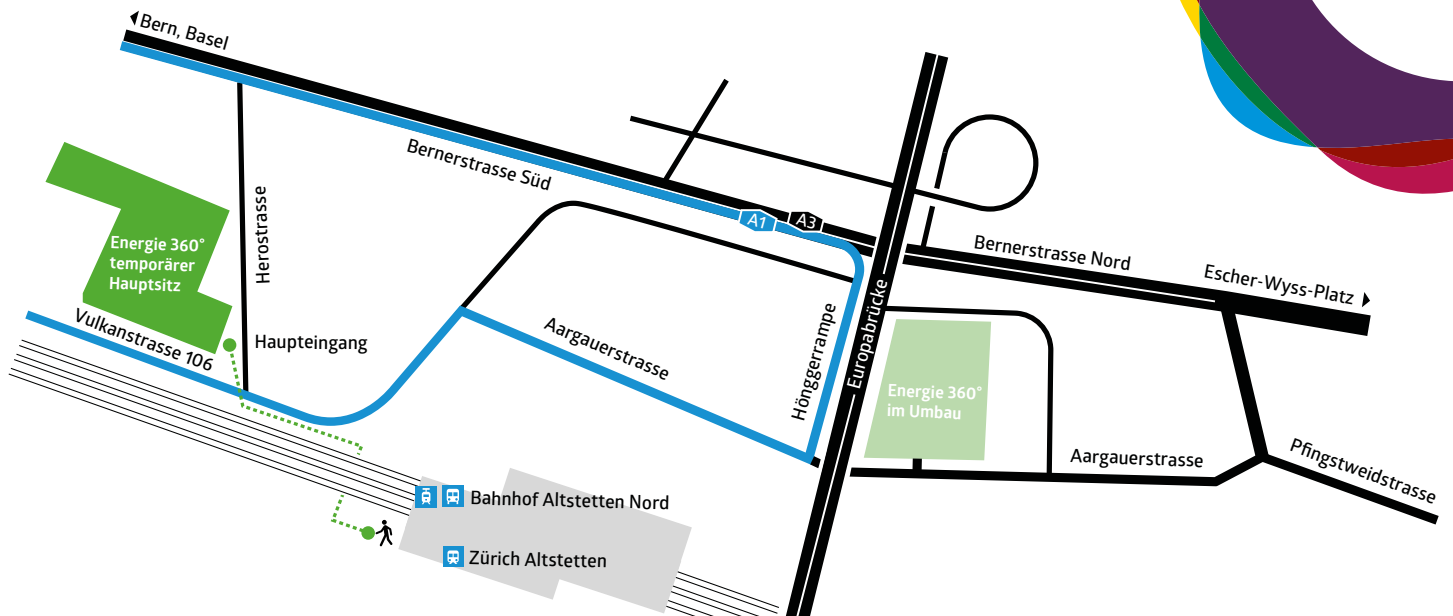 Bern, Basel
Bernerstrasse Süd
A1
A3
Bernerstrasse Nord
Escher-Wyss-Platz
Herostrasse
Energie 360°
temporärer
Hauptsitz
Vulkanstrasse 106
Haupteingang
Aargauerstrasse
Hönggerrampe
Europabrücke
Energie 360°
im Umbau
Aargauerstrasse
Pfingstweidstrasse
Bahnhof Altstetten Nord
Zürich Altstetten